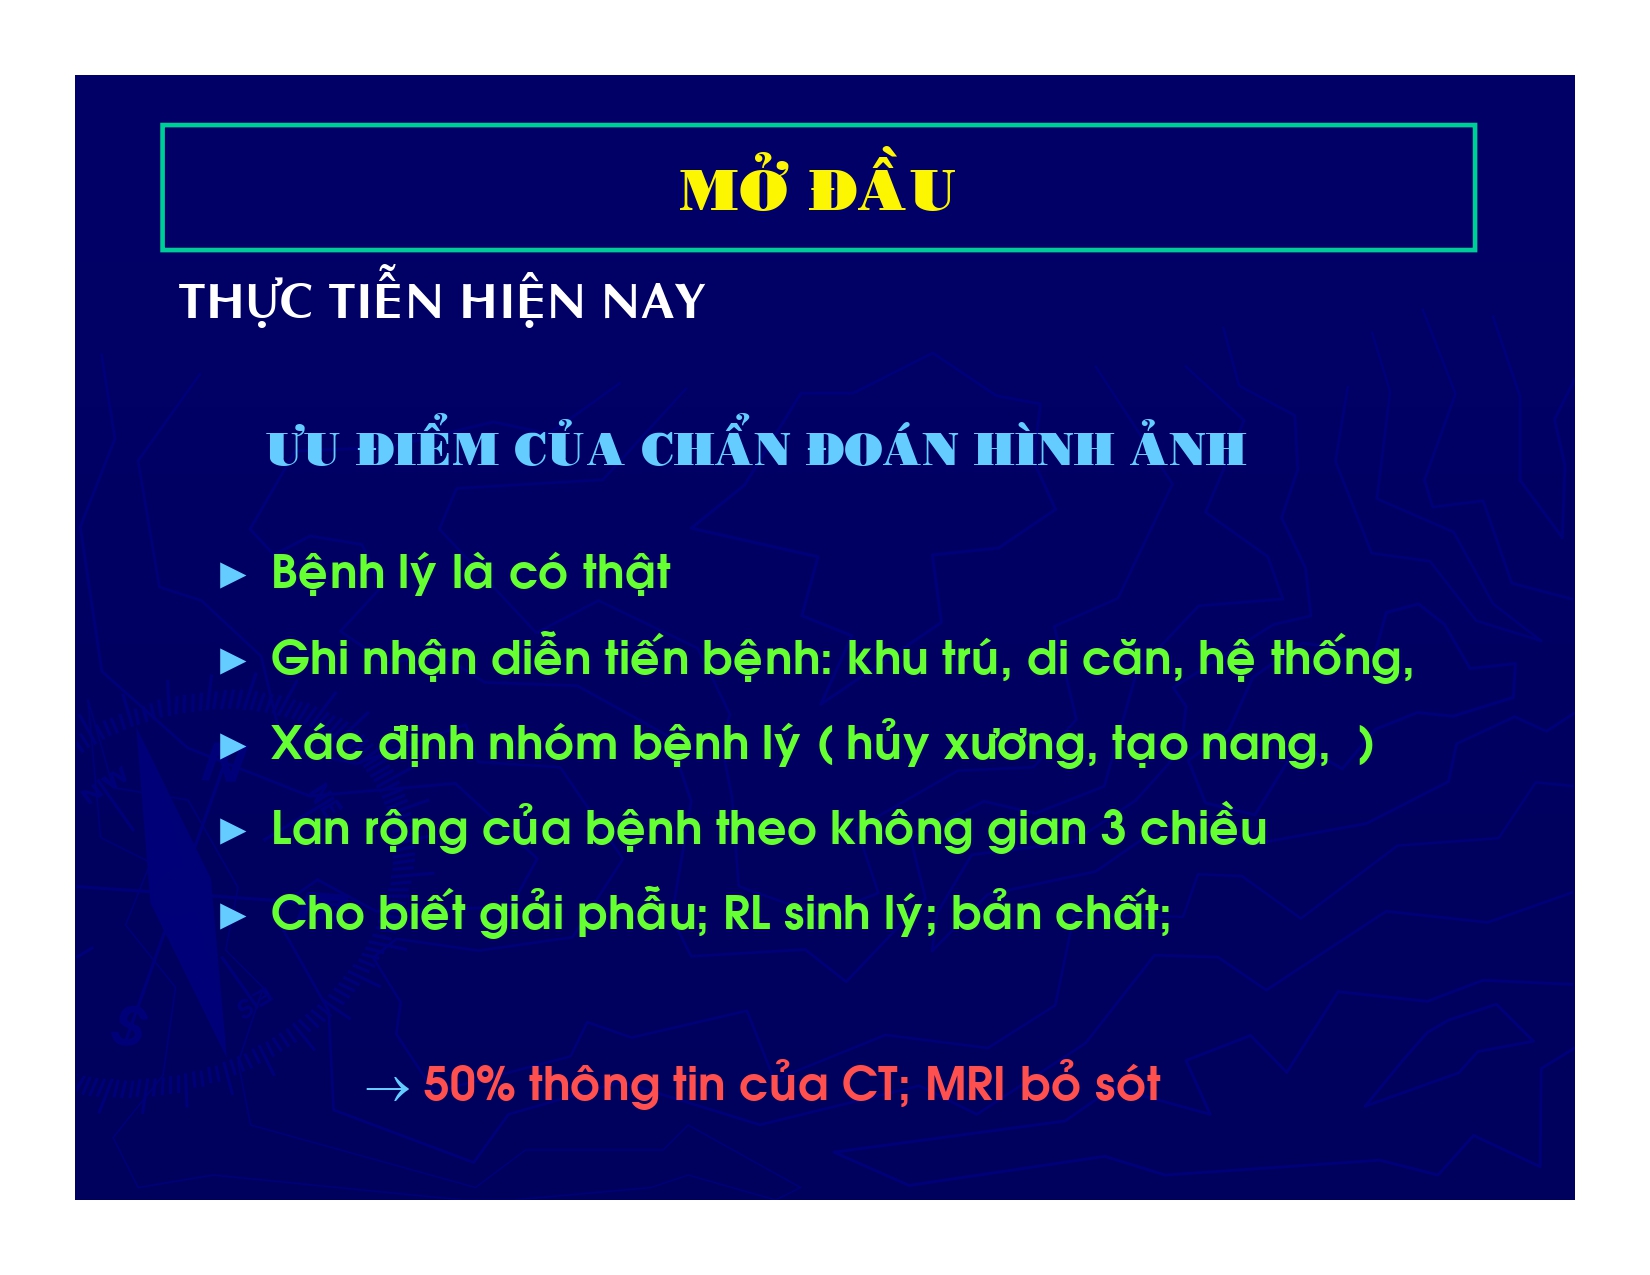 MỞ ĐẦU
THỰC TIỄN HIỆN NAY
ƯU ĐIỂM CỦA CHẨN ĐOÁN HÌNH ẢNH
► Bệnh lý là có thật
► Ghi nhận diễn tiến bệnh: khu trú, di căn, hệ thống,
► Xác định nhóm bệnh lý ( hủy xương, tạo nang, )
► Lan rộng của bệnh theo không gian 3 chiều
► Cho biết giải phẫu; RL sinh lý; bản chất;
→ 50% thông tin của CT; MRI bỏ sót
S